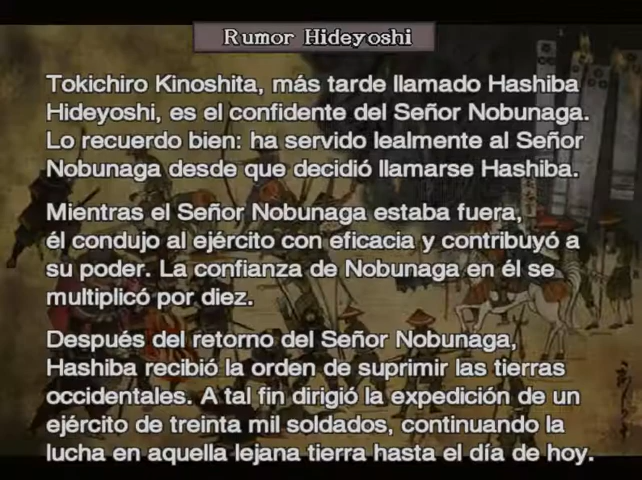 Rumor Hideyoshi
Tokichiro Kinoshita, más tarde llamado Hashiba
Hideyoshi, es el confidente del Señor Nobunaga.
Lo recuerdo bien: ha servido lealmente al Señor
Nobunaga desde que decidió llamarse Hashiba.
Mientras el Señor Nobunaga estaba fuera,
él condujo al ejército con eficacia y contribuyó a
su poder. La confianza de Nobunaga en él se
multiplicó por diez.
Después del retorno del Señor Nobunaga,
Hashiba recibió la orden de suprimir las tierras
occidentales. A tal fin dirigió la expedición de un
ejército de treinta mil soldados, continuando la
lucha en aquella lejana tierra hasta el día de hoy.